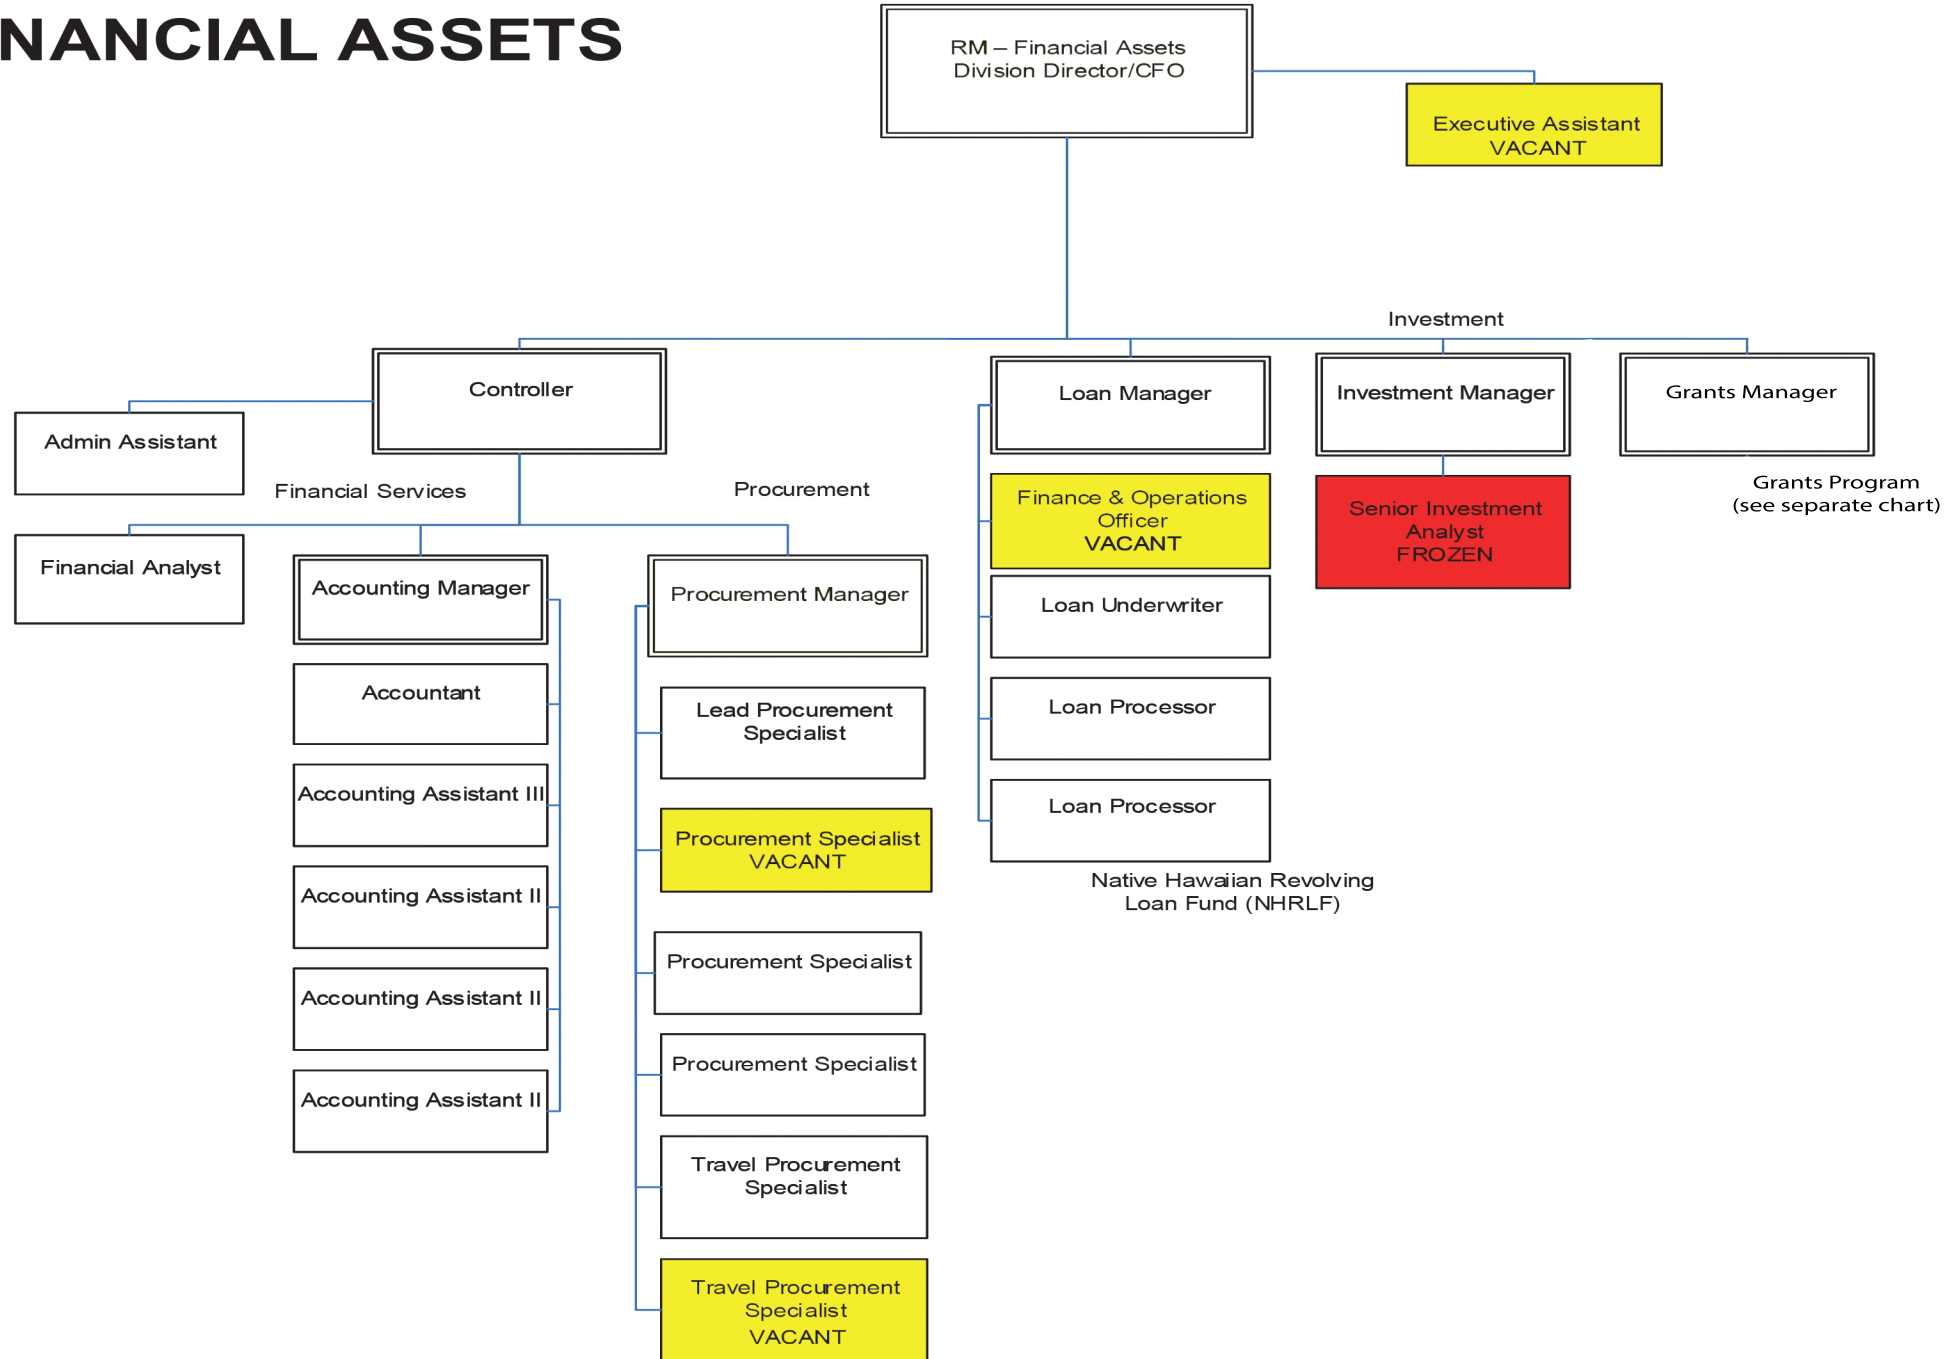 NANCIAL ASSETS
RM – Financial Assets
Division Director/CFO
Executive Assistant
VACANT
Investment
Controller
Loan Manager
Investment Manager
Grants Manager
Admin Assistant
Financial Services
Procurement
Grants Program
(see separate chart)
Finance & Operations
Officer
VACANT
Senior Investment
Analyst
FROZEN
Financial Analyst
Accounting Manager
Procurement Manager
Loan Underwriter
Accountant
Lead Procurement
Specialist
Loan Processor
Accounting Assistant III
Loan Processor
Procurement Specialist
VACANT
Native Hawaiian Revolving
Loan Fund (NHRLF)
Accounting Assistant II
Procurement Specialist
Accounting Assistant II
Procurement Specialist
Accounting Assistant II
Travel Procurement
Specialist
Travel Procurement
Specialist
VACANT